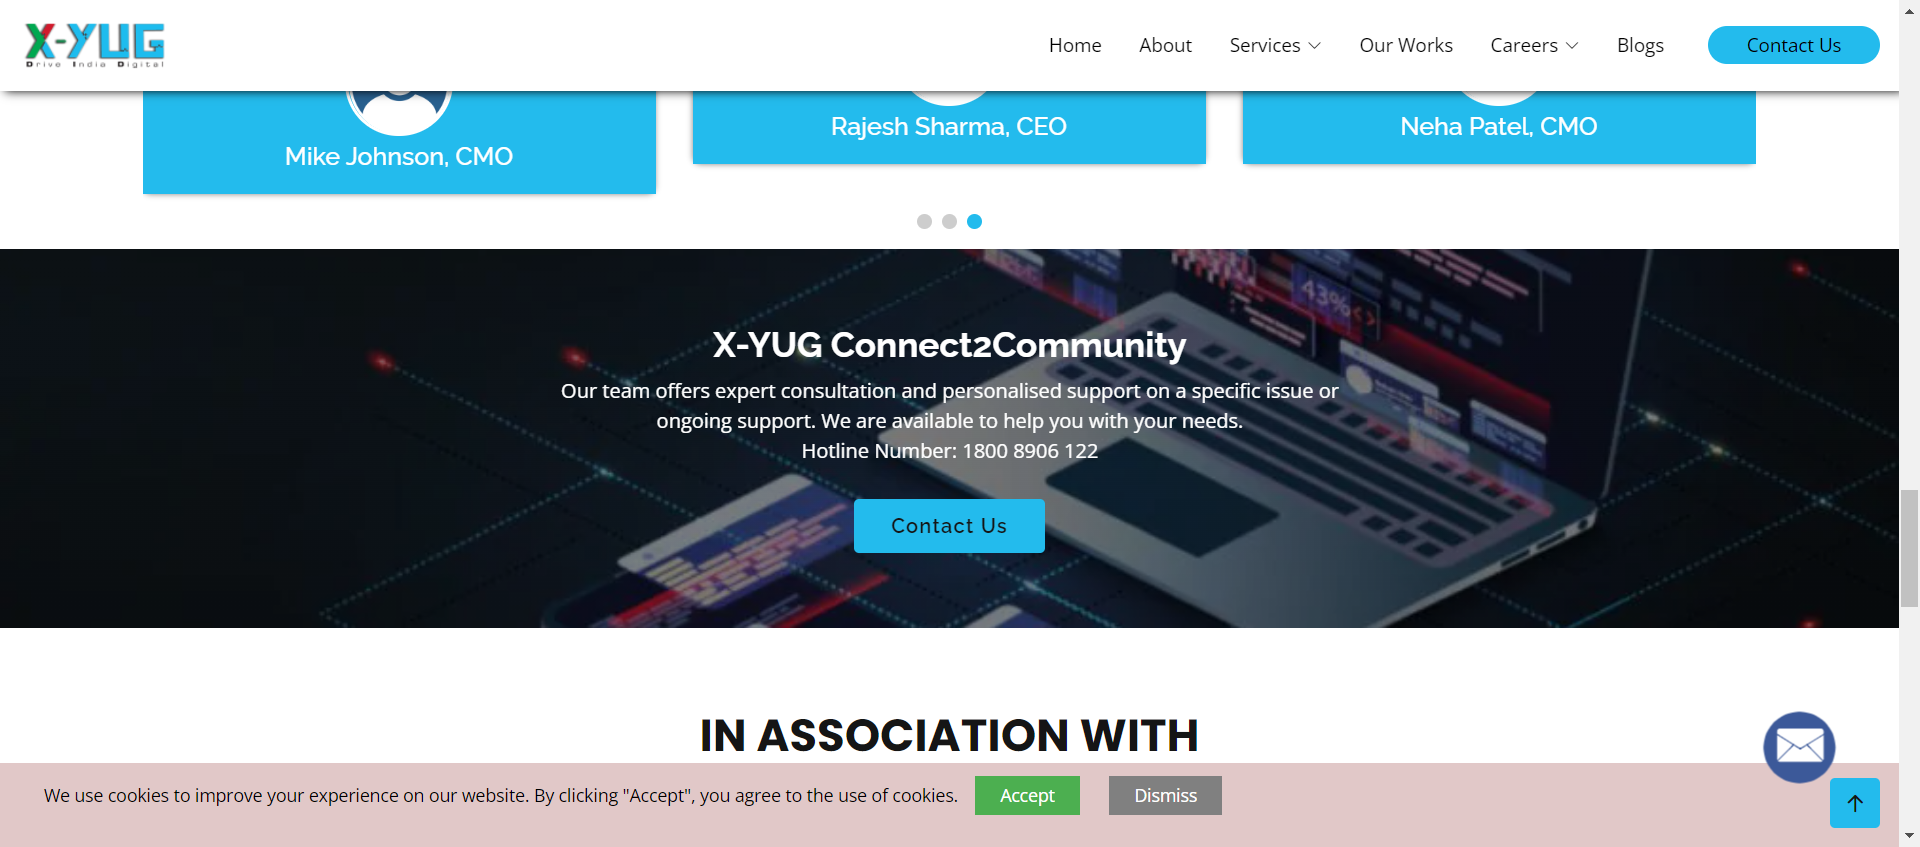 X-YUG
Drive India Digital
Home
About
Services
Our Works
Careers
Blogs
Contact Us
Mike Johnson, CMO
Rajesh Sharma, CEO
Neha Patel, CMO
43%
X-YUG Connect2Community
Our team offers expert consultation and personalised support on a specific issue or
ongoing support. We are available to help you with your needs.
Hotline Number: 1800 8906 122
Contact Us
IN ASSOCIATION WITH
We use cookies to improve your experience on our website. By clicking "Accept", you agree to the use of cookies.
Accept
Dismiss